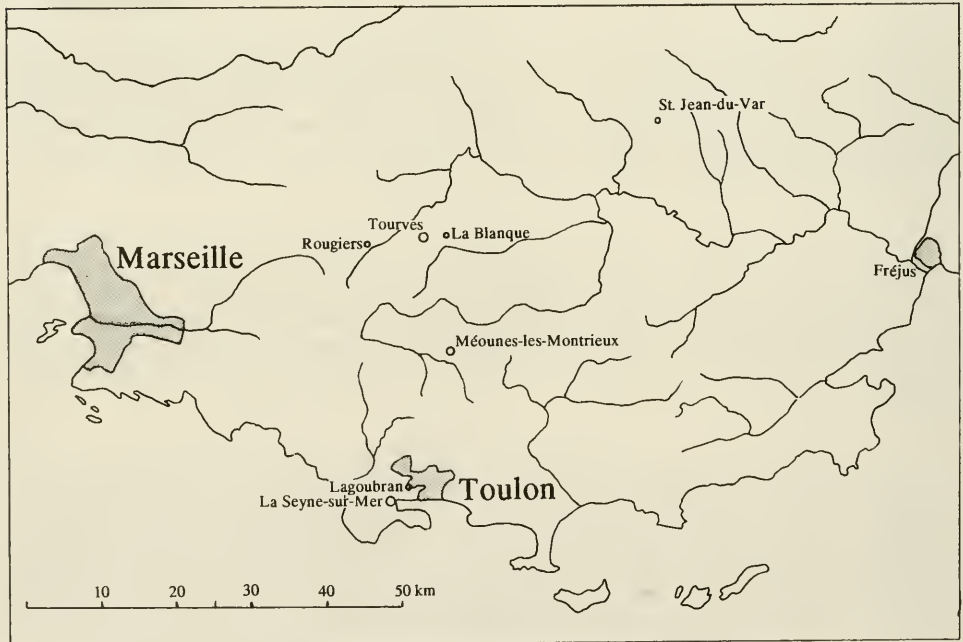 St. Jean-du-Var
Tourves
La Blanque
Rougiers
Marseille
Fréjus
Méounes-les-Montrieux
Lagoubran
Toulon
La Seyne-sur-Mer
10 20 30 40 50 km